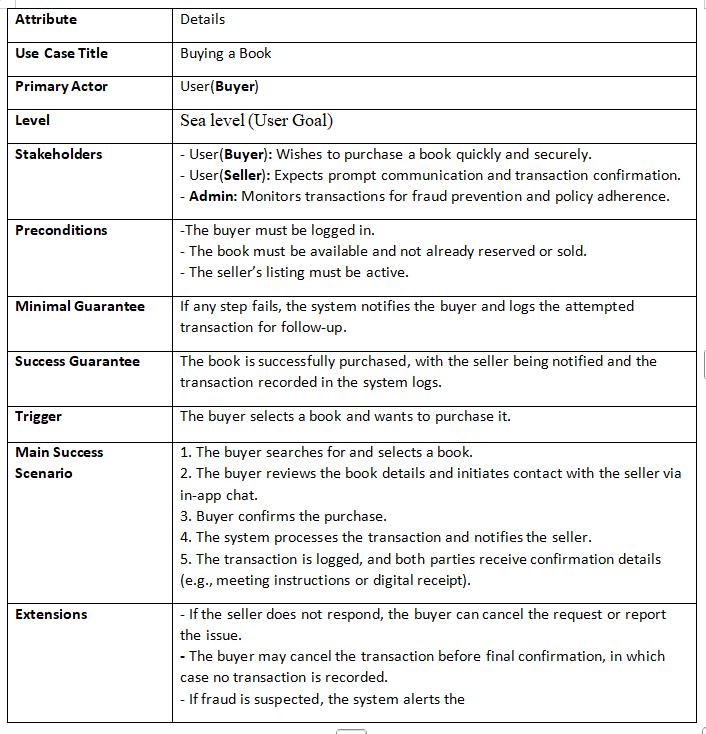 Attribute Details
Use Case Title Buying a Book
Primary Actor User(Buyer)
Level Sea level (User Goal)
Stakeholders - User(Buyer): Wishes to purchase a book quickly and securely.
- User(Seller): Expects prompt communication and transaction confirmation.
- Admin: Monitors transactions for fraud prevention and policy adherence.
Preconditions -The buyer must be logged in.
- The book must be available and not already reserved or sold.
- The seller’s listing must be active.
Minimal Guarantee If any step fails, the system notifies the buyer and logs the attempted
transaction for follow-up.
Success Guarantee The book is successfully purchased, with the seller being notified and the
transaction recorded in the system logs.
Trigger The buyer selects a book and wants to purchase it.
Main Success 1. The buyer searches for and selects a book.
Scenario 2. The buyer reviews the book details and initiates contact with the seller via
in-app chat.
3. Buyer confirms the purchase.
4. The system processes the transaction and notifies the seller.
5. The transaction is logged, and both parties receive confirmation details
(e.g., meeting instructions or digital receipt).
Extensions - If the seller does not respond, the buyer can cancel the request or report
the issue.
- The buyer may cancel the transaction before final confirmation, in which
case no transaction is recorded.
- If fraud is suspected, the system alerts the